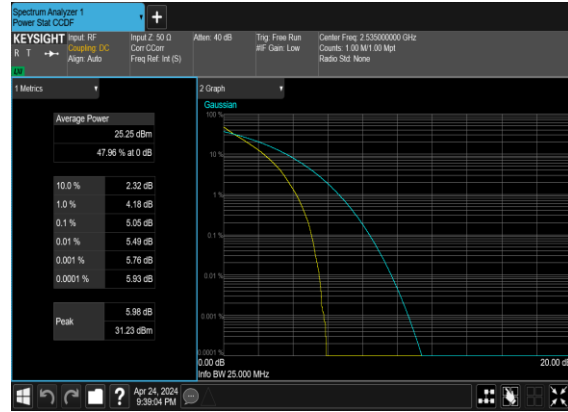 Spectrum Analyzer 1
Power Stat CCDF
KEYSIGHT
R T
LXI
Input: RF
Coupling: DC
Align: Auto
Input Z: 50 Ω
Corr CCorr
Freq Ref: Int (S)
Atten: 40 dB
Trig: Free Run
#IF Gain: Low
Center Freq: 2.535000000 GHz
Counts: 1.00 M/1.00 Mpt
Radio Std: None
1 Metrics
Average Power
25.25 dBm
47.96 % at 0 dB
10.0 % 2.32 dB
1.0 % 4.18 dB
0.1 % 5.05 dB
0.01 % 5.49 dB
0.001 % 5.76 dB
0.0001 % 5.93 dB
Peak
5.98 dB
31.23 dBm
2 Graph
Gaussian
100 %
10 %
1 %
0.1 %
0.01 %
0.001 %
0.0001 %
0.00 dB 20.00 dB
Info BW 25.000 MHz
Apr 24, 2024
9:39:04 PM